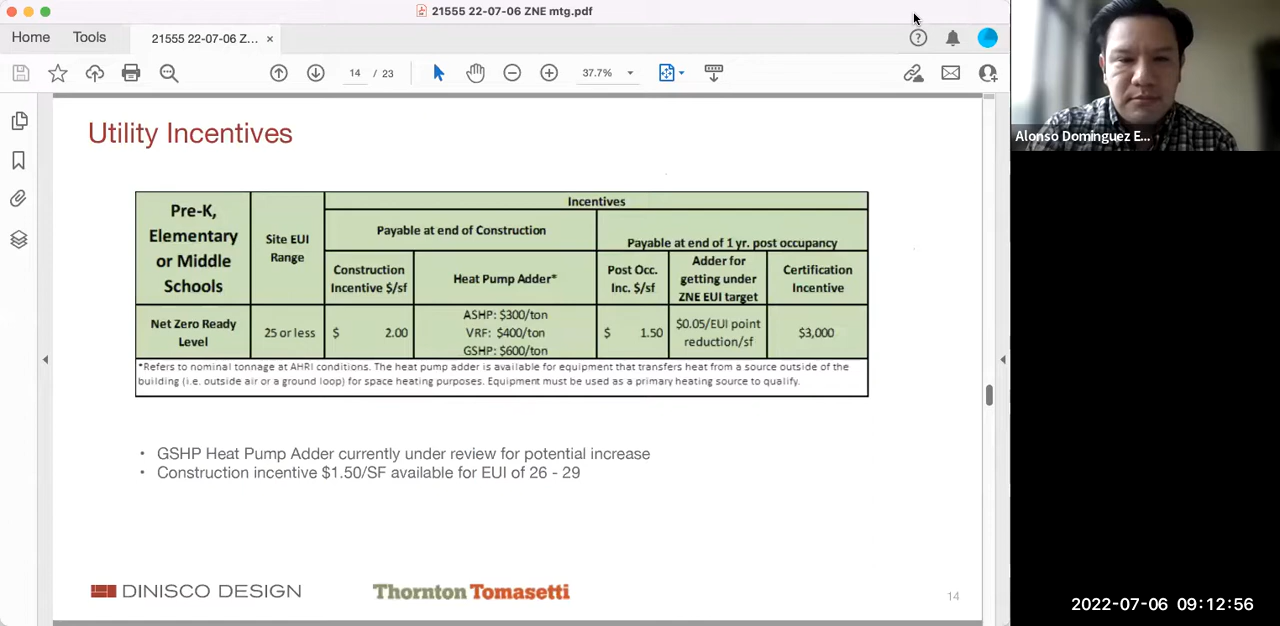 21555 22-07-06 ZNE mtg.pdf
Home
Tools
21555 22-07-06 Z...
×
14
/ 23
37.7%
Utility Incentives
Pre-K,
Elementary
or Middle
Schools
Site EUI
Range
Incentives
Payable at end of Construction
Payable at end of 1 yr. post occupancy
Construction
Incentive $/sf
Heat Pump Adder*
Post Occ.
Inc. $/sf
Adder for
getting under
ZNE EUI target
Certification
Incentive
Net Zero Ready
Level
25 or less
$ 2.00
ASHP: $300/ton
VRF: $400/ton
GSHP: $600/ton
$ 1.50
$0.05/EUI point
reduction/sf
$3,000
*Refers to nominal tonnage at AHRI conditions. The heat pump adder is available for equipment that transfers heat from a source outside of the
building (i.e. outside air or a ground loop) for space heating purposes. Equipment must be used as a primary heating source to qualify.
• GSHP Heat Pump Adder currently under review for potential increase
• Construction incentive $1.50/SF available for EUI of 26 - 29
DINISCO DESIGN
Thornton Tomasetti
14
Alonso Dominguez E...
2022-07-06 09:12:56